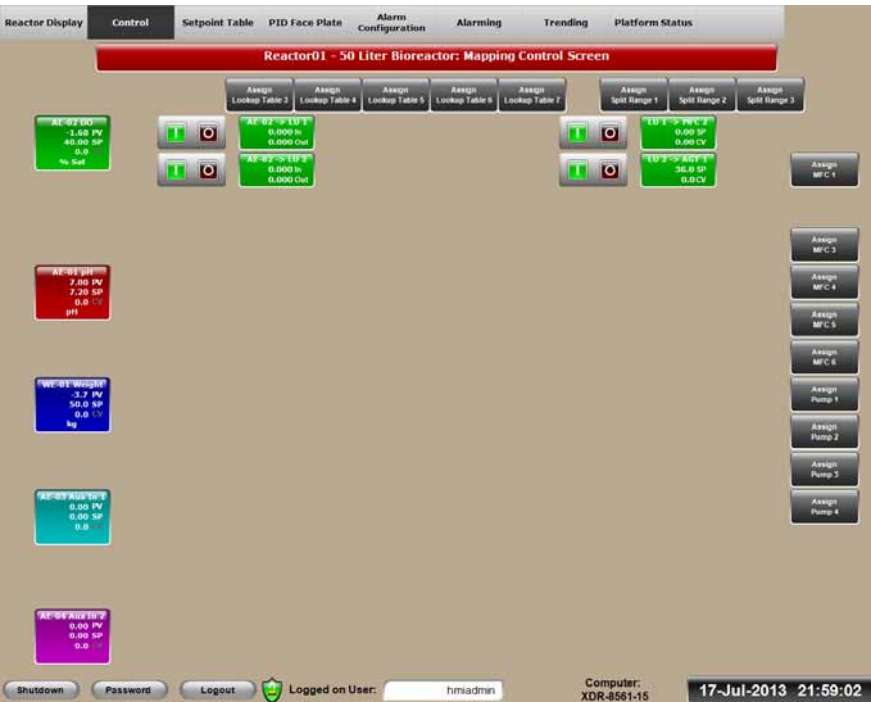 Reactor Display Control Setpoint Table PID Face Plate Alarm Configuration Alarming Trending Platform Status
Reactor01 - 50 Liter Bioreactor: Mapping Control Screen
Assign Lookup Table 3
Assign Lookup Table 4
Assign Lookup Table 5
Assign Lookup Table 6
Assign Lookup Table 7
Assign Split Range 1
Assign Split Range 2
Assign Split Range 3
AE-02 DO
-1.68 PV
40.00 SP
0.0
% Sat
I O
AE-02 -> LU 1
0.000 In
0.000 Out
I O
LU 1 -> MFC 2
0.00 SP
0.00 CV
I O
AE-02 -> LU 2
0.000 In
0.000 Out
I O
LU 2 -> AGT 1
36.0 SP
0.0 CV
Assign MFC 1
Assign MFC 3
AE-01 pH
7.00 PV
7.20 SP
0.0 CV
pH
Assign MFC 4
Assign MFC 5
Assign MFC 6
WE-01 Weight
-3.7 PV
50.0 SP
0.0 CV
kg
Assign Pump 1
Assign Pump 2
Assign Pump 3
AE-03 Aux In 1
0.00 PV
0.00 SP
0.0
Assign Pump 4
AE-04 Aux In 2
0.00 PV
0.00 SP
0.0
Shutdown Password Logout Logged on User: hmiadmin Computer: XDR-8561-15 17-Jul-2013 21:59:02